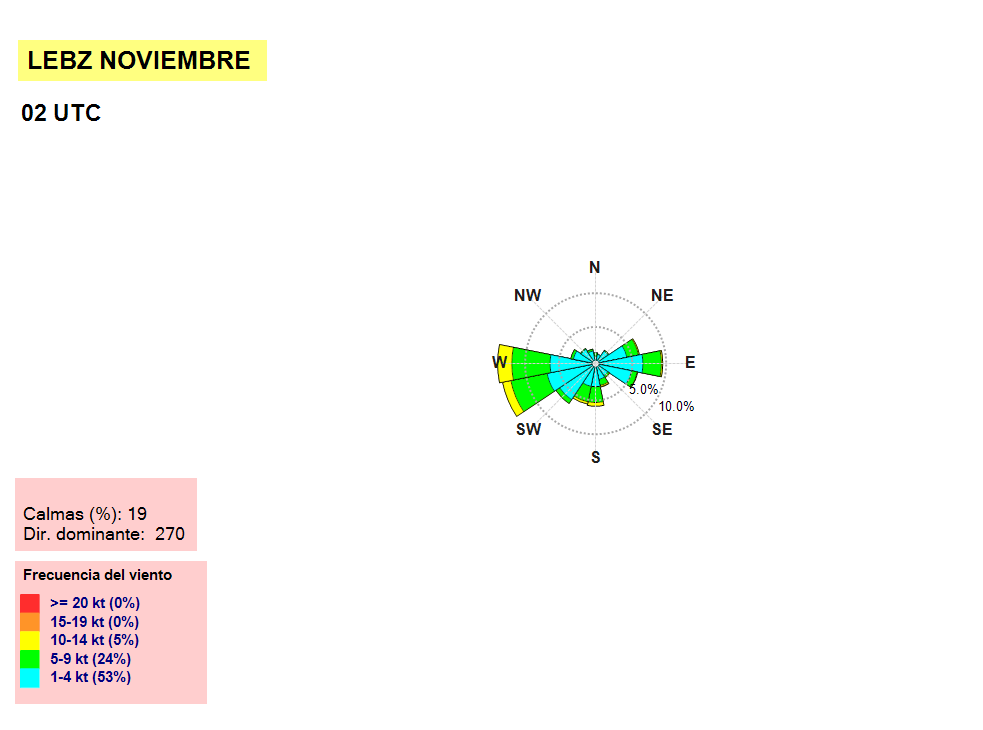 LEBZ NOVIEMBRE
02 UTC
N
NW
NE
W
E
5.0%
10.0%
SW
SE
S
Calmas (%): 19
Dir. dominante:  270
Frecuencia del viento
>= 20 kt (0%)
15-19 kt (0%)
10-14 kt (5%)
5-9 kt (24%)
1-4 kt (53%)